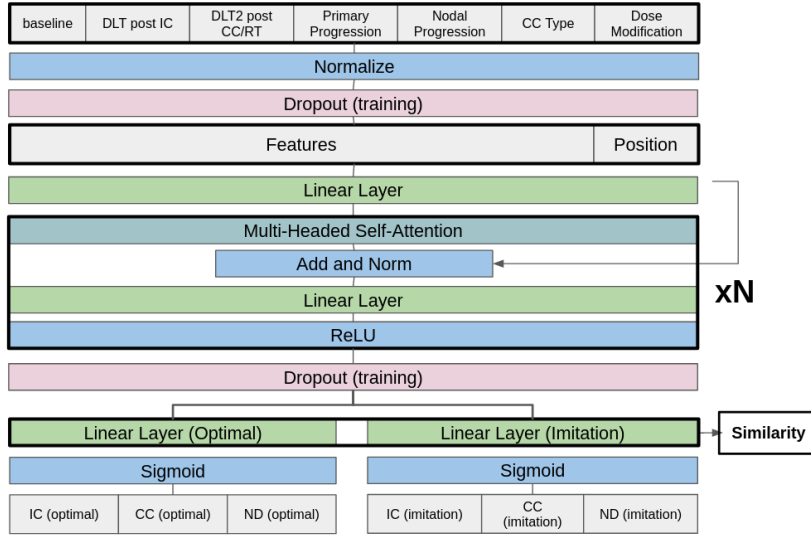 baseline
DLT post IC
DLT2 post
CC/RT
Primary
Progression
Nodal
Progression
CC Type
Dose
Modification
Normalize
Dropout (training)
Features
Position
Linear Layer
Multi-Headed Self-Attention
Add and Norm
xN
Linear Layer
ReLU
Dropout (training)
Linear Layer (Optimal)
Linear Layer (Imitation)
Similarity
Sigmoid
Sigmoid
IC (optimal)
CC (optimal)
ND (optimal)
IC (imitation)
CC
(imitation)
ND (imitation)